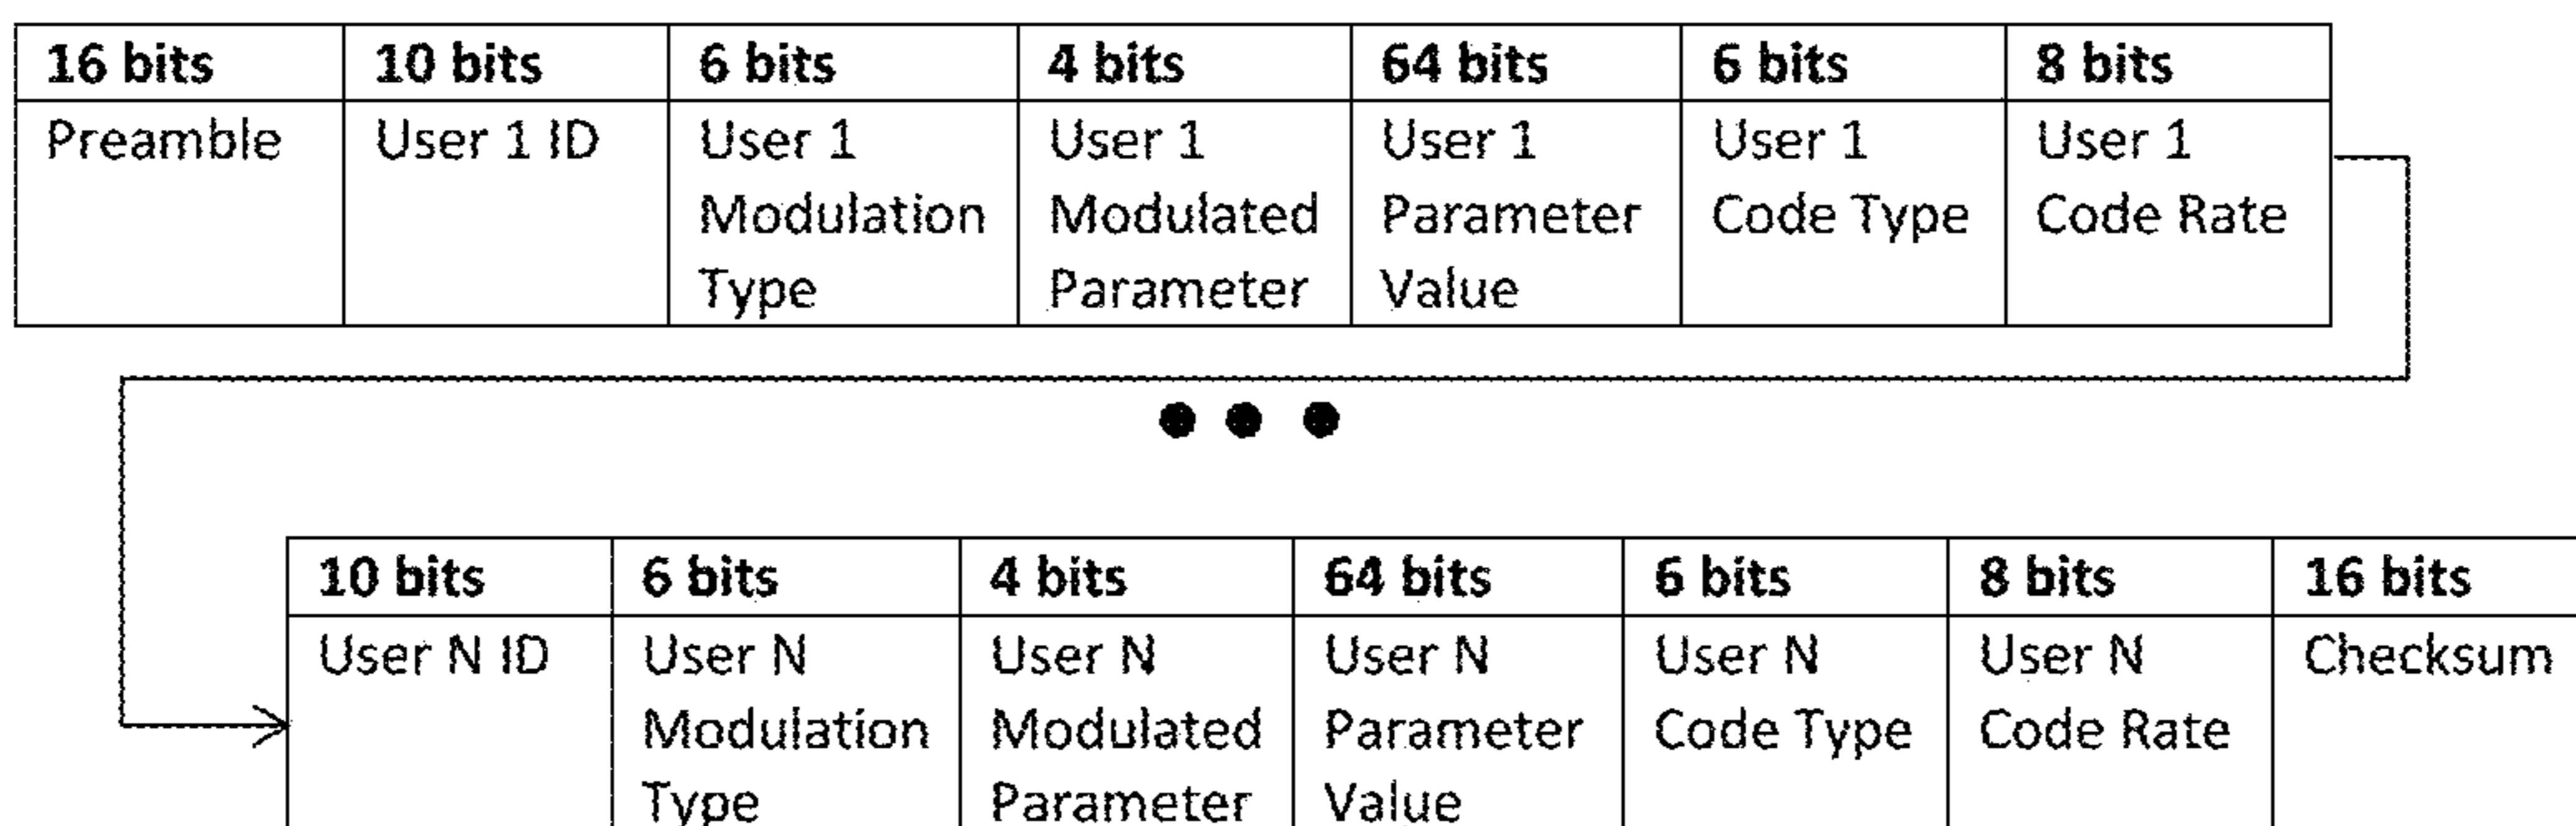 16 bits 10 bits 6 bits 4 bits 64 bits 6 bits 8 bits
Preamble User 1 ID User 1 User 1 User 1 User 1 User 1
Modulation Modulated Parameter Code Type Code Rate
Type Parameter Value
10 bits 6 bits 4 bits 64 bits 6 bits 8 bits 16 bits
User N ID User N User N User N User N User N Checksum
Modulation Modulated Parameter Code Type Code Rate
Type Parameter Value